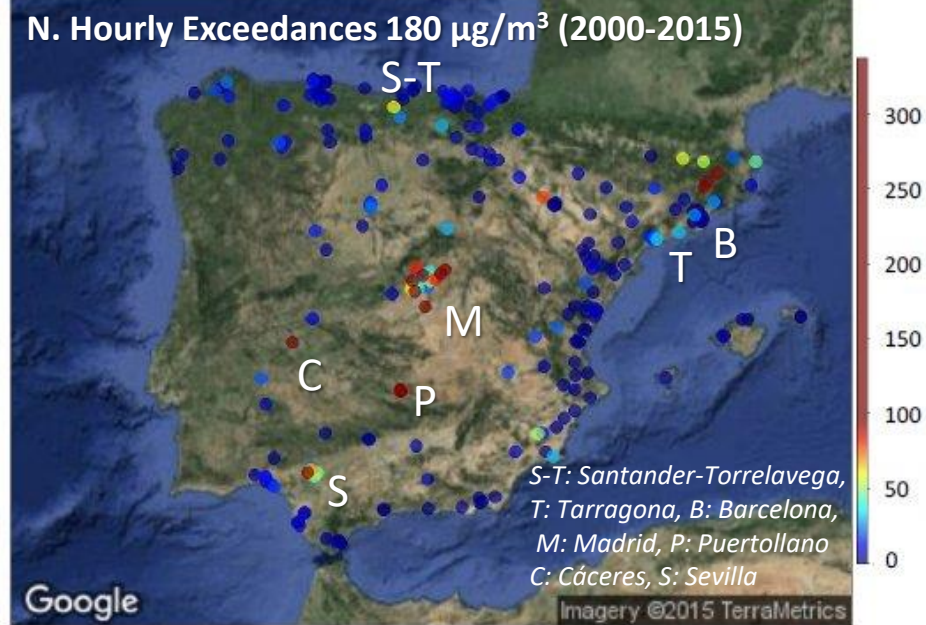 N. Hourly Exceedances 180 µg/m³ (2000-2015)
S-T
B
T
M
C
P
S
300
250
200
150
100
50
0
S-T: Santander-Torrelavega,
T: Tarragona, B: Barcelona,
M: Madrid, P: Puertollano
C: Cáceres, S: Sevilla
Google
Imagery ©2015 TerraMetrics